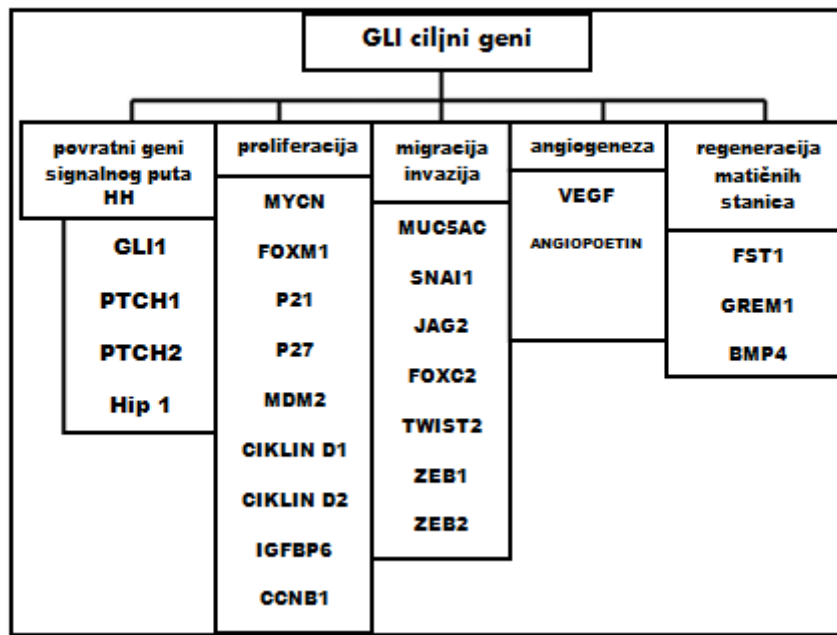 GLI ciljni geni
povratni geni
signalnog puta
HH
GLI1
PTCH1
PTCH2
Hip 1
proliferacija
MYCN
FOXM1
P21
P27
MDM2
CIKLIN D1
CIKLIN D2
IGFBP6
CCNB1
migracija
invazija
MUC5AC
SNAI1
JAG2
FOXC2
TWIST2
ZEB1
ZEB2
angiogeneza
VEGF
ANGIOPOETIN
regeneracija
matičnih
stanica
FST1
GREM1
BMP4